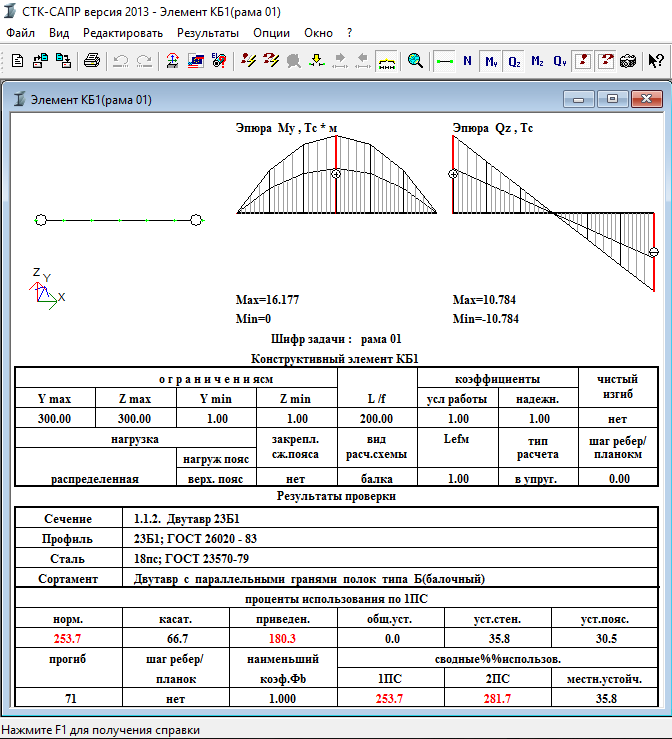 СТК-САПР версия 2013 - Элемент КБ1(рама 01)
Файл Вид Редактировать Результаты Опции Окно ?
N My Qz Mz Qy
Элемент КБ1(рама 01)
Эпюра My , Тс * м Эпюра Qz , Тс
Z Y X
Max=16.177 Max=10.784
Min=0 Min=-10.784
Шифр задачи : рама 01
Конструктивный элемент КБ1
о г р а н и ч е н и ясм L /f коэффициенты чистый изгиб
Y max Z max Y min Z min усл работы надежн.
300.00 300.00 1.00 1.00 200.00 1.00 1.00 нет
нагрузка закрепл. сж.пояса вид расч.схемы Lefм тип расчета шаг ребер/ планокм
нагруж пояс
распределенная верх. пояс нет балка 1.00 в упруг. 0.00
Результаты проверки
Сечение 1.1.2. Двутавр 23Б1
Профиль 23Б1; ГОСТ 26020 - 83
Сталь 18пс; ГОСТ 23570-79
Сортамент Двутавр с параллельными гранями полок типа Б(балочный)
проценты использования по 1ПС
норм. касат. приведен. общ.уст. уст.стен. уст.пояс.
253.7 66.7 180.3 0.0 35.8 30.5
прогиб шаг ребер/ планок наименьший коэф.Фb сводные%%использов.
1ПС 2ПС местн.устойч.
71 нет 1.000 253.7 281.7 35.8
Нажмите F1 для получения справки